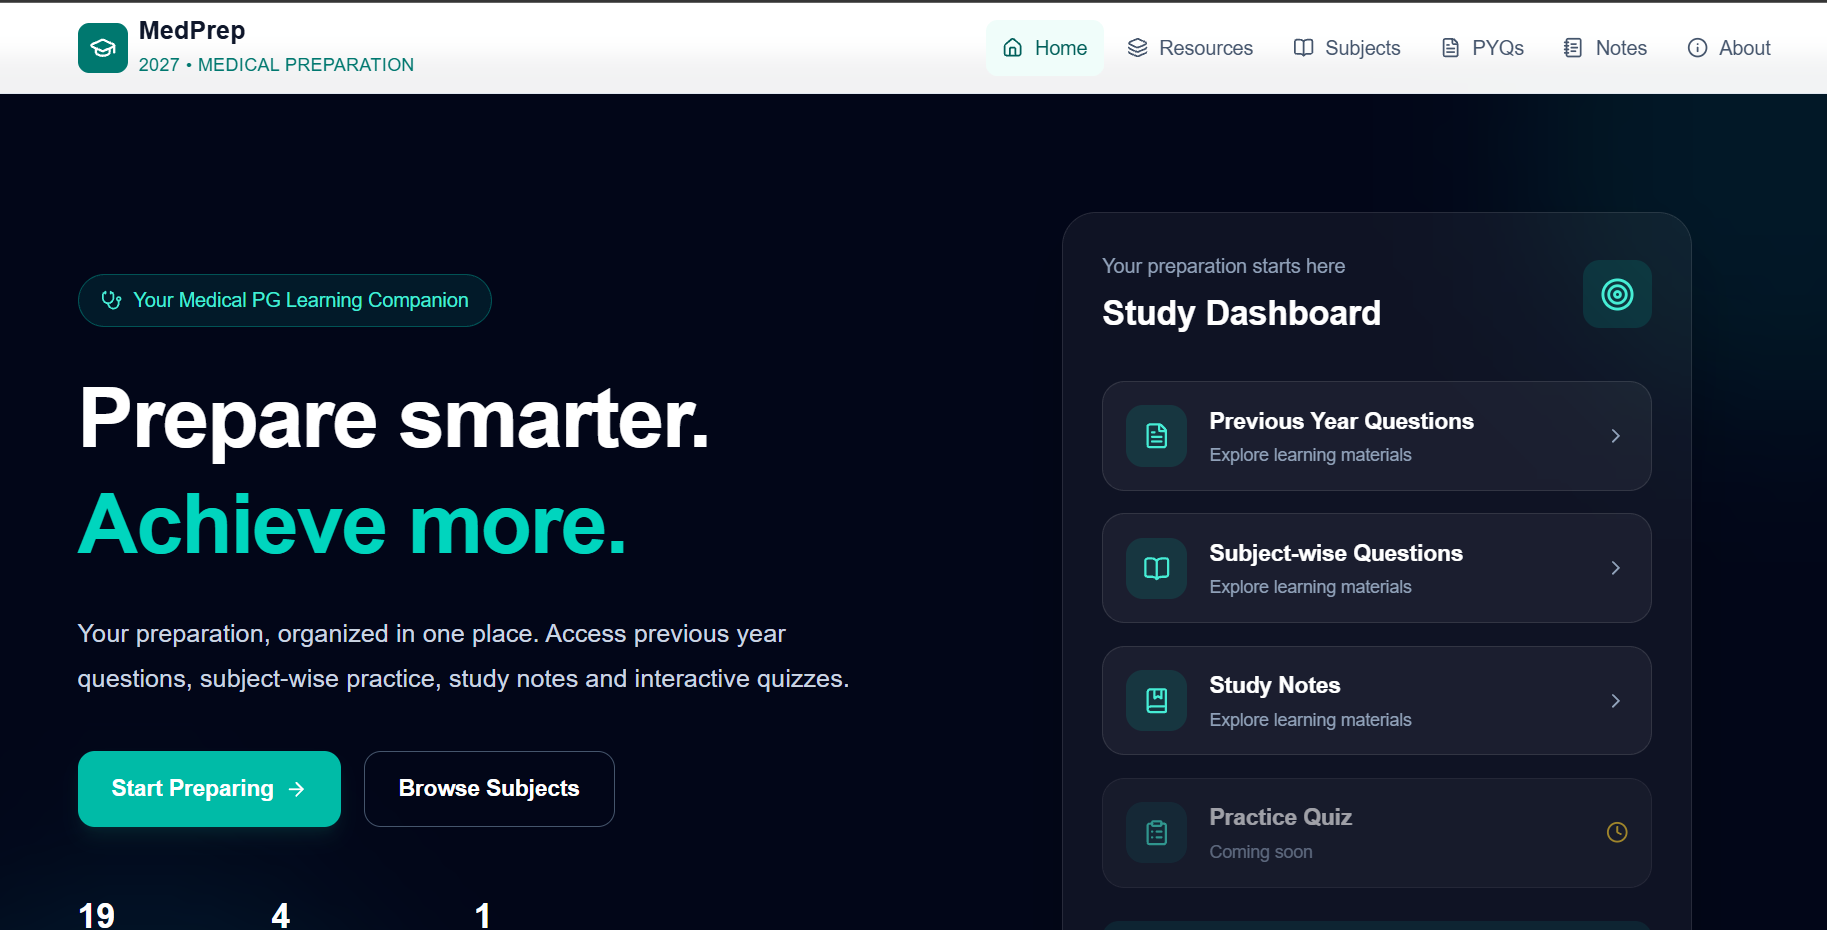 MedPrep
2027 • MEDICAL PREPARATION
Home
Resources
Subjects
PYQs
Notes
About
Your Medical PG Learning Companion
Prepare smarter.
Achieve more.
Your preparation, organized in one place. Access previous year
questions, subject-wise practice, study notes and interactive quizzes.
Start Preparing →
Browse Subjects
19
4
1
Your preparation starts here
Study Dashboard
Previous Year Questions
Explore learning materials
Subject-wise Questions
Explore learning materials
Study Notes
Explore learning materials
Practice Quiz
Coming soon